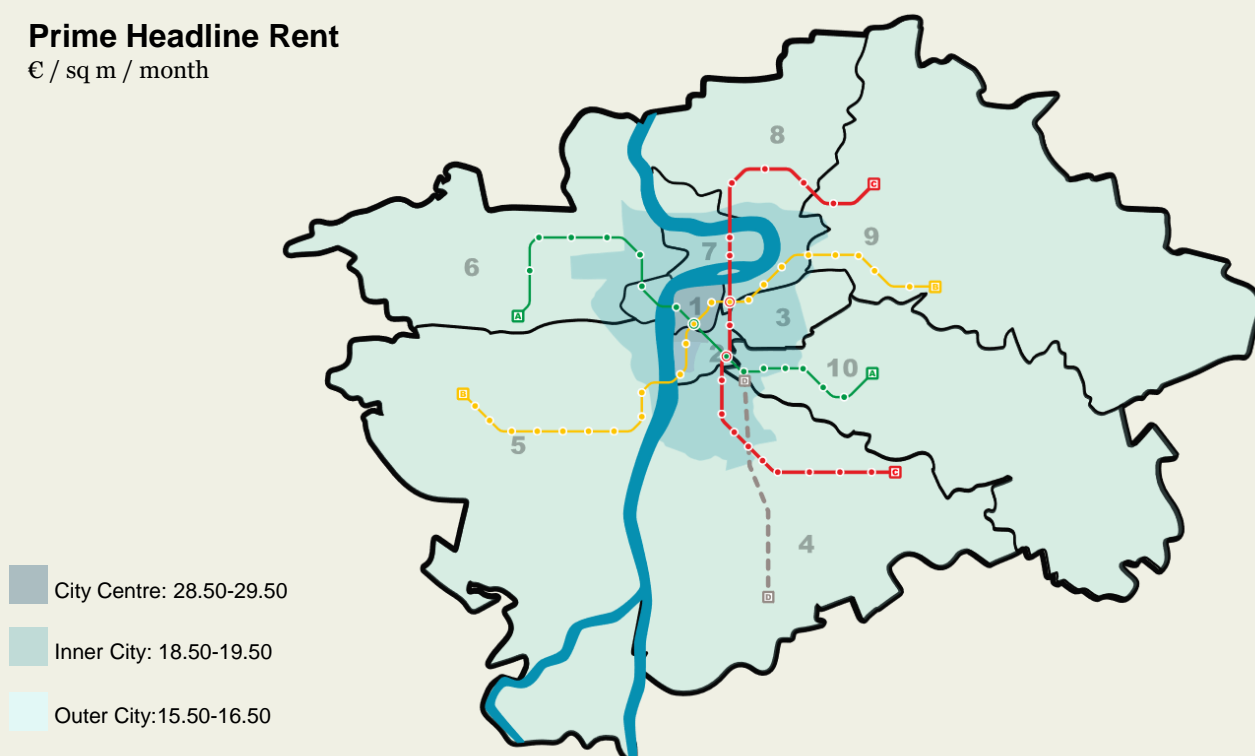 Prime Headline Rent
€ / sq m / month
8
9
7
6
A
1
3
B
2
10
A
D
B
5
C
C
4
D
City Centre: 28.50-29.50
Inner City: 18.50-19.50
Outer City:15.50-16.50